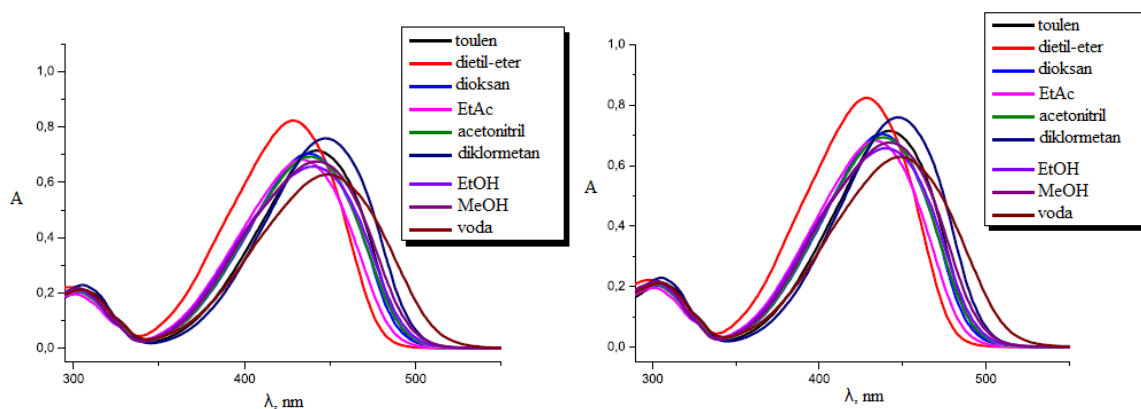 toulen
dietil-eter
dioksan
EtAc
acetonitril
diklormetan
EtOH
MeOH
voda
1,0
0,8
0,6
A
0,4
0,2
0,0
300
400
500
λ, nm
toulen
dietil-eter
dioksan
EtAc
acetonitril
diklormetan
EtOH
MeOH
voda
1,0
0,8
0,6
A
0,4
0,2
0,0
300
400
500
λ, nm